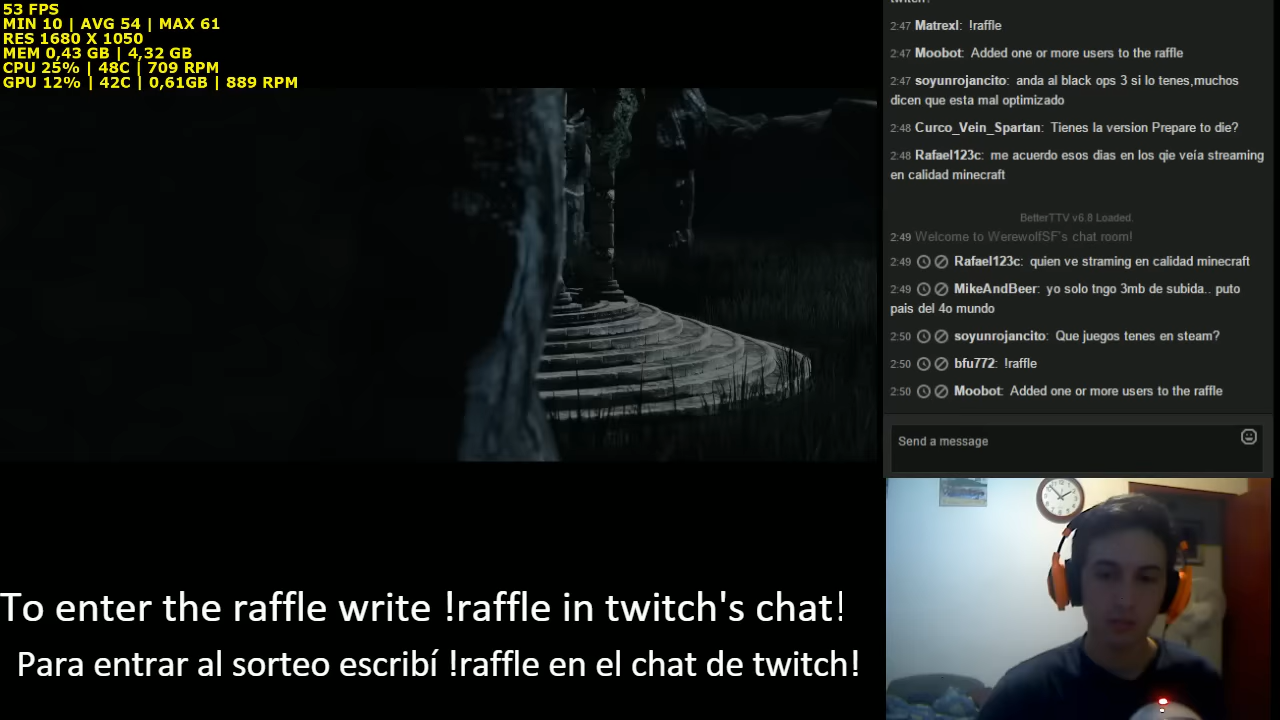 53 FPS
MIN 10 | AVG 54 | MAX 61
RES 1680 X 1050
MEM 0,43 GB | 4,32 GB
CPU 25% | 48C | 709 RPM
GPU 12% | 42C | 0,61GB | 889 RPM
2:47 Matrexl: !raffle
2:47 Moobot: Added one or more users to the raffle
2:47 soyunrojancito: anda al black ops 3 si lo tenes,muchos
dicen que esta mal optimizado
2:48 Curco_Vein_Spartan: Tienes la version Prepare to die?
2:48 Rafael123c: me acuerdo esos dias en los qie veía streaming
en calidad minecraft
BetterTTV v6.8 Loaded.
2:49 Welcome to WerewolfSF's chat room!
2:49 Rafael123c: quien ve straming en calidad minecraft
2:49 MikeAndBeer: yo solo tngo 3mb de subida.. puto
pais del 4o mundo
2:50 soyunrojancito: Que juegos tenes en steam?
2:50 bfu772: !raffle
2:50 Moobot: Added one or more users to the raffle
Send a message
To enter the raffle write !raffle in twitch's chat!
Para entrar al sorteo escribí !raffle en el chat de twitch!